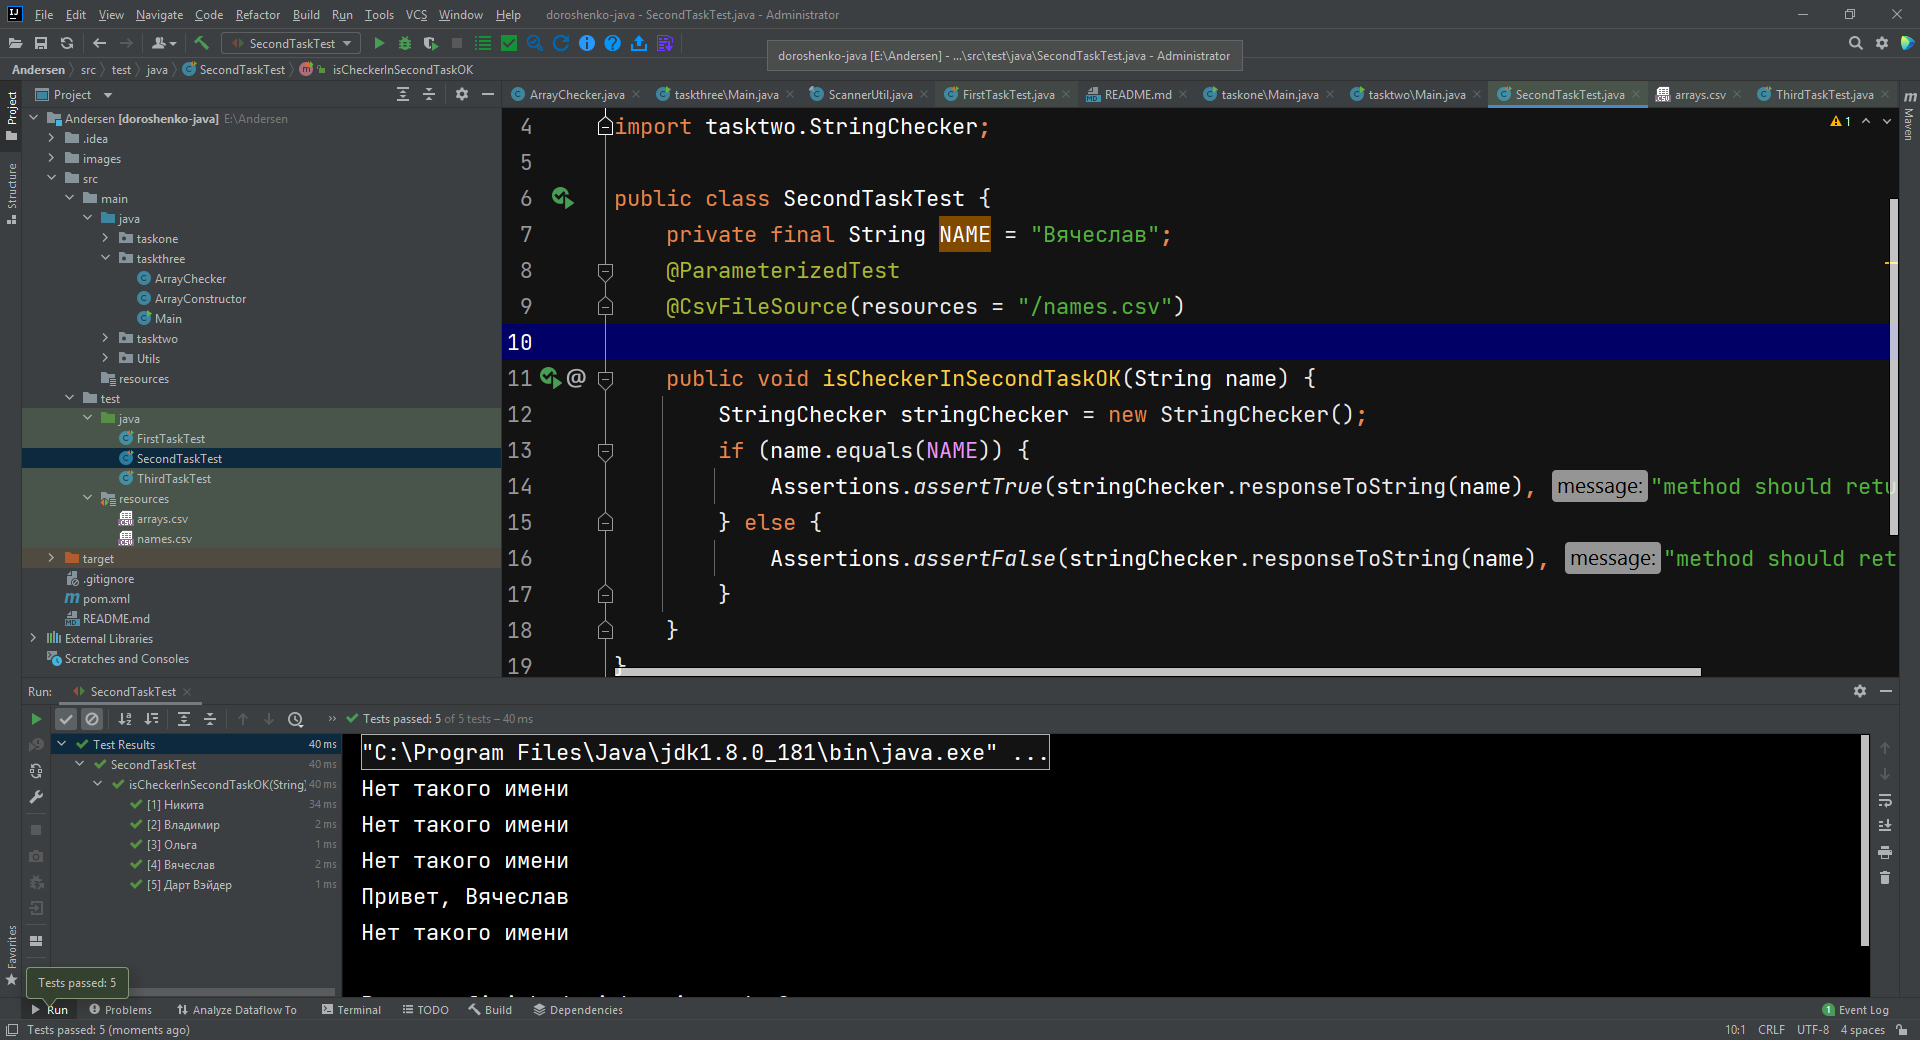 File Edit View Navigate Code Refactor Build Run Tools VCS Window Help doroshenko-java - SecondTaskTest.java - Administrator
SecondTaskTest
doroshenko-java [E:\Andersen] - ...\src\test\java\SecondTaskTest.java - Administrator
Andersen src test java SecondTaskTest isCheckerInSecondTaskOK
Project
ArrayChecker.java taskthree\Main.java ScannerUtil.java FirstTaskTest.java README.md taskone\Main.java tasktwo\Main.java SecondTaskTest.java arrays.csv ThirdTaskTest.java
Project
Structure
Favorites
Maven
Andersen [doroshenko-java] E:\Andersen
.idea
images
src
main
java
taskone
taskthree
ArrayChecker
ArrayConstructor
Main
tasktwo
Utils
resources
test
java
FirstTaskTest
SecondTaskTest
ThirdTaskTest
resources
arrays.csv
names.csv
target
.gitignore
pom.xml
README.md
External Libraries
Scratches and Consoles
1
4 import tasktwo.StringChecker;
5
6 public class SecondTaskTest {
7 private final String NAME = "Вячеслав";
8 @ParameterizedTest
9 @CsvFileSource(resources = "/names.csv")
10
11 @ public void isCheckerInSecondTaskOK(String name) {
12 StringChecker stringChecker = new StringChecker();
13 if (name.equals(NAME)) {
14 Assertions.assertTrue(stringChecker.responseToString(name), message: "method should retu
15 } else {
16 Assertions.assertFalse(stringChecker.responseToString(name), message: "method should ret
17 }
18 }
19 }
Run: SecondTaskTest
Tests passed: 5 of 5 tests – 40 ms
Test Results 40 ms
SecondTaskTest 40 ms
isCheckerInSecondTaskOK(String) 40 ms
[1] Никита 34 ms
[2] Владимир 2 ms
[3] Ольга 1 ms
[4] Вячеслав 2 ms
[5] Дарт Вэйдер 1 ms
"C:\Program Files\Java\jdk1.8.0_181\bin\java.exe" ...
Нет такого имени
Нет такого имени
Нет такого имени
Привет, Вячеслав
Нет такого имени
Tests passed: 5
Run Problems Analyze Dataflow To Terminal TODO Build Dependencies 1 Event Log
Tests passed: 5 (moments ago) 10:1 CRLF UTF-8 4 spaces